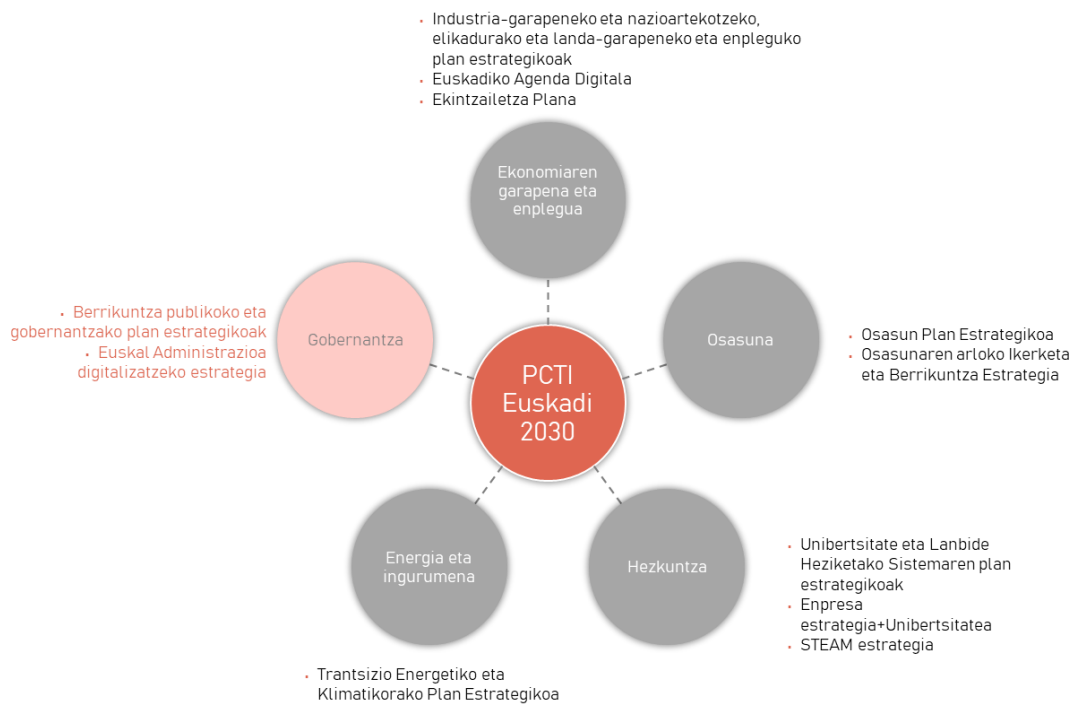 • Industria-garapeneko eta nazioartekotzeko,
elikadurako eta landa-garapeneko eta enpleguko
plan estrategikoak
• Euskadiko Agenda Digitala
• Ekintzailetza Plana
Ekonomiaren
garapena eta
enplegua
• Berrikuntza publikoko eta
gobernantzako plan estrategikoak
• Euskal Administrazioa
digitalizatzeko estrategia
Gobernantza
Osasuna
• Osasun Plan Estrategikoa
• Osasunaren arloko Ikerketa
eta Berrikuntza Estrategia
PCTI
Euskadi
2030
Energia eta
ingurumena
Hezkuntza
• Unibertsitate eta Lanbide
Heziketako Sistemaren plan
estrategikoak
• Enpresa
estrategia+Unibertsitatea
• STEAM estrategia
• Trantsizio Energetiko eta
Klimatikorako Plan Estrategikoa